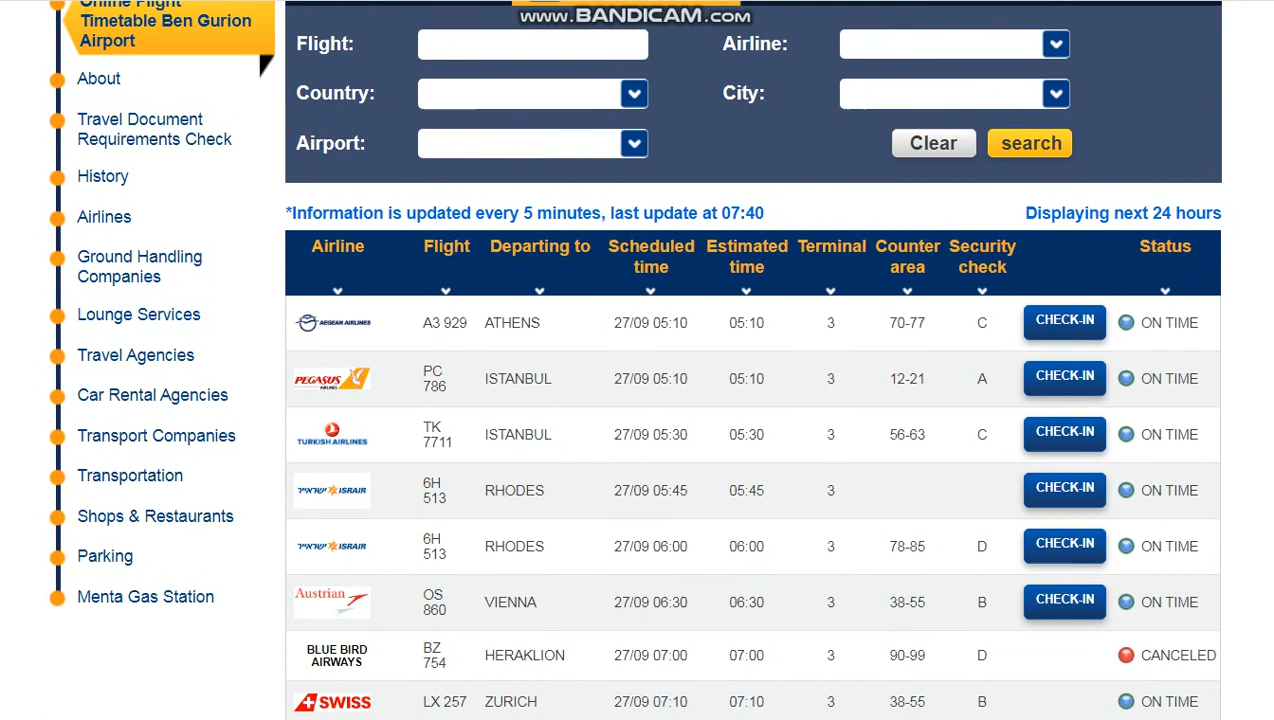 Online Flight
Timetable Ben Gurion
Airport
About
Travel Document
Requirements Check
History
Airlines
Ground Handling
Companies
Lounge Services
Travel Agencies
Car Rental Agencies
Transport Companies
Transportation
Shops & Restaurants
Parking
Menta Gas Station
WWW.BANDICAM.COM
Flight: Airline:
Country: City:
Airport: Clear search
*Information is updated every 5 minutes, last update at 07:40 Displaying next 24 hours
Airline Flight Departing to Scheduled time Estimated time Terminal Counter area Security check Status
AEGEAN AIRLINES A3 929 ATHENS 27/09 05:10 05:10 3 70-77 C CHECK-IN ON TIME
PEGASUS AIRLINES PC 786 ISTANBUL 27/09 05:10 05:10 3 12-21 A CHECK-IN ON TIME
TURKISH AIRLINES TK 7711 ISTANBUL 27/09 05:30 05:30 3 56-63 C CHECK-IN ON TIME
ישראייר ISRAIR 6H 513 RHODES 27/09 05:45 05:45 3 CHECK-IN ON TIME
ישראייר ISRAIR 6H 513 RHODES 27/09 06:00 06:00 3 78-85 D CHECK-IN ON TIME
Austrian OS 860 VIENNA 27/09 06:30 06:30 3 38-55 B CHECK-IN ON TIME
BLUE BIRD AIRWAYS BZ 754 HERAKLION 27/09 07:00 07:00 3 90-99 D CANCELED
SWISS LX 257 ZURICH 27/09 07:10 07:10 3 38-55 B ON TIME